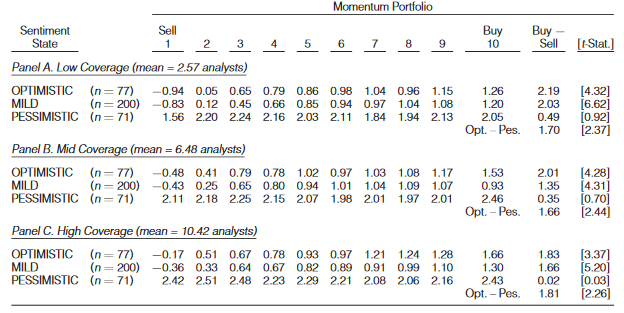 Momentum Portfolio
Sentiment State Sell 1 2 3 4 5 6 7 8 9 Buy 10 Buy − Sell [t-Stat.]
Panel A. Low Coverage (mean = 2.57 analysts)
OPTIMISTIC (n = 77) −0.94 0.05 0.65 0.79 0.86 0.98 1.04 0.96 1.15 1.26 2.19 [4.32]
MILD (n = 200) −0.83 0.12 0.45 0.66 0.85 0.94 0.97 1.04 1.08 1.20 2.03 [6.62]
PESSIMISTIC (n = 71) 1.56 2.20 2.24 2.16 2.03 2.11 1.84 1.94 2.13 2.05 0.49 [0.92]
Opt. – Pes. 1.70 [2.37]
Panel B. Mid Coverage (mean = 6.48 analysts)
OPTIMISTIC (n = 77) −0.48 0.41 0.79 0.78 1.02 0.97 1.03 1.08 1.17 1.53 2.01 [4.28]
MILD (n = 200) −0.43 0.25 0.65 0.80 0.94 1.01 1.04 1.09 1.07 0.93 1.35 [4.31]
PESSIMISTIC (n = 71) 2.11 2.18 2.25 2.15 2.07 1.98 2.01 1.97 2.01 2.46 0.35 [0.70]
Opt. – Pes. 1.66 [2.44]
Panel C. High Coverage (mean = 10.42 analysts)
OPTIMISTIC (n = 77) −0.17 0.51 0.67 0.78 0.93 0.97 1.21 1.24 1.28 1.66 1.83 [3.37]
MILD (n = 200) −0.36 0.33 0.64 0.67 0.82 0.89 0.91 0.99 1.10 1.30 1.66 [5.20]
PESSIMISTIC (n = 71) 2.42 2.51 2.48 2.23 2.29 2.21 2.08 2.06 2.16 2.43 0.02 [0.03]
Opt. – Pes. 1.81 [2.26]